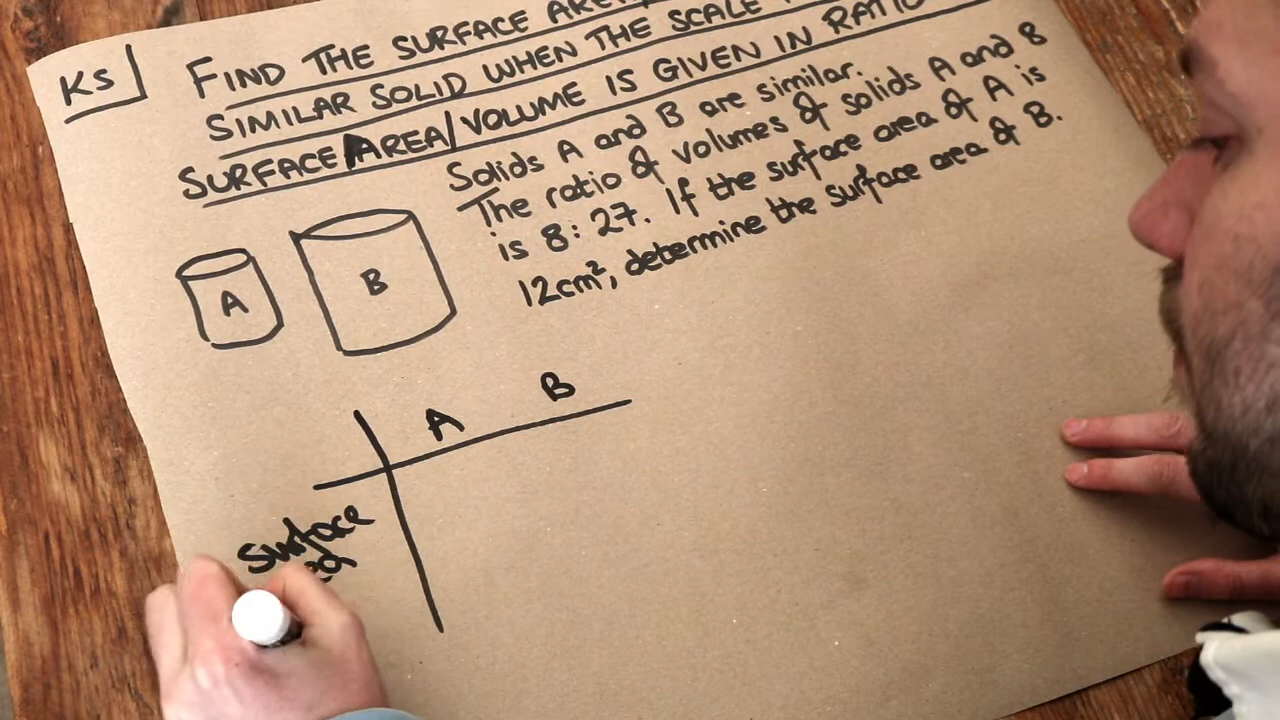 KS
FIND THE SURFACE AREA
SIMILAR SOLID WHEN THE SCALE
SURFACE AREA/VOLUME IS GIVEN IN RATIO
Solids A and B are similar.
The ratio of volumes of solids A and B
is 8:27. If the surface area of A is
12cm², determine the surface area of B.
A
B
A B
Surface